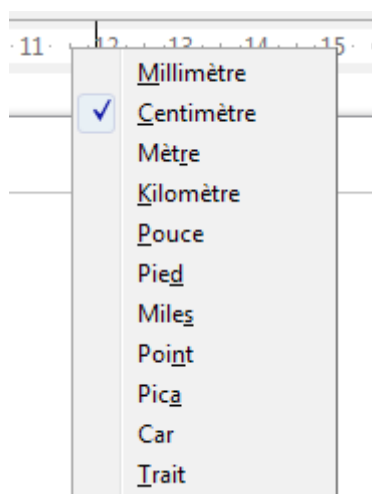 11 12 13 14 15
Millimètre
Centimètre
Mètre
Kilomètre
Pouce
Pied
Miles
Point
Pica
Car
Trait